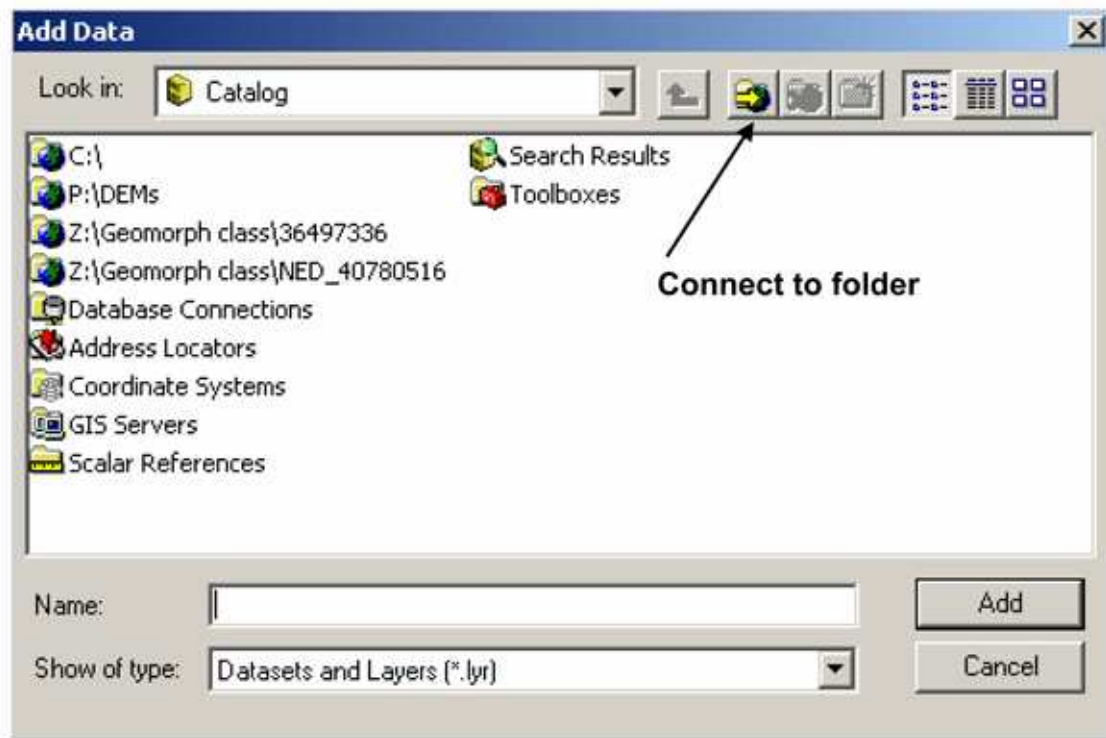 Add Data
Look in: Catalog
C:\
P:\DEMs
Z:\Geomorph class\36497336
Z:\Geomorph class\NED_40780516
Database Connections
Address Locators
Coordinate Systems
GIS Servers
Scalar References
Search Results
Toolboxes
Connect to folder
Name:
Add
Show of type: Datasets and Layers (*.lyr)
Cancel